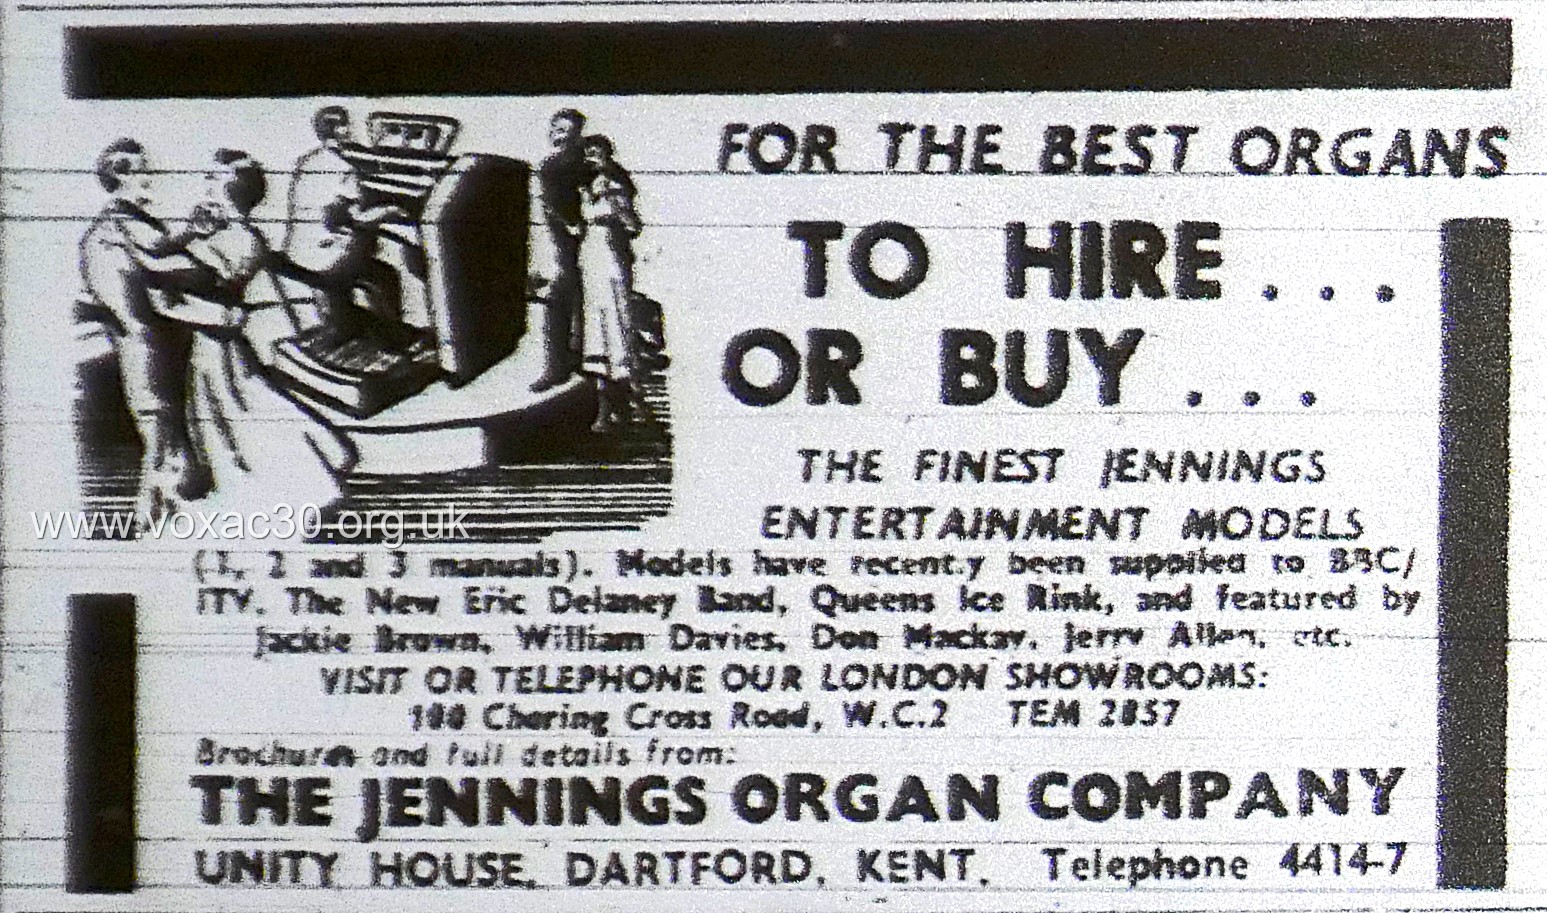 FOR THE BEST ORGANS
TO HIRE . . .
OR BUY . . .
THE FINEST JENNINGS
ENTERTAINMENT MODELS
(1, 2 and 3 manuals). Models have recently been supplied to BBC/
ITV, The New Eric Delaney Band, Queens Ice Rink, and featured by
Jackie Brown, William Davies, Don Mackay, Jerry Allen, etc.
VISIT OR TELEPHONE OUR LONDON SHOWROOMS:
100 Charing Cross Road, W.C.2 TEM 2857
Brochures and full details from:
THE JENNINGS ORGAN COMPANY
UNITY HOUSE, DARTFORD, KENT. Telephone 4414-7
www.voxac30.org.uk